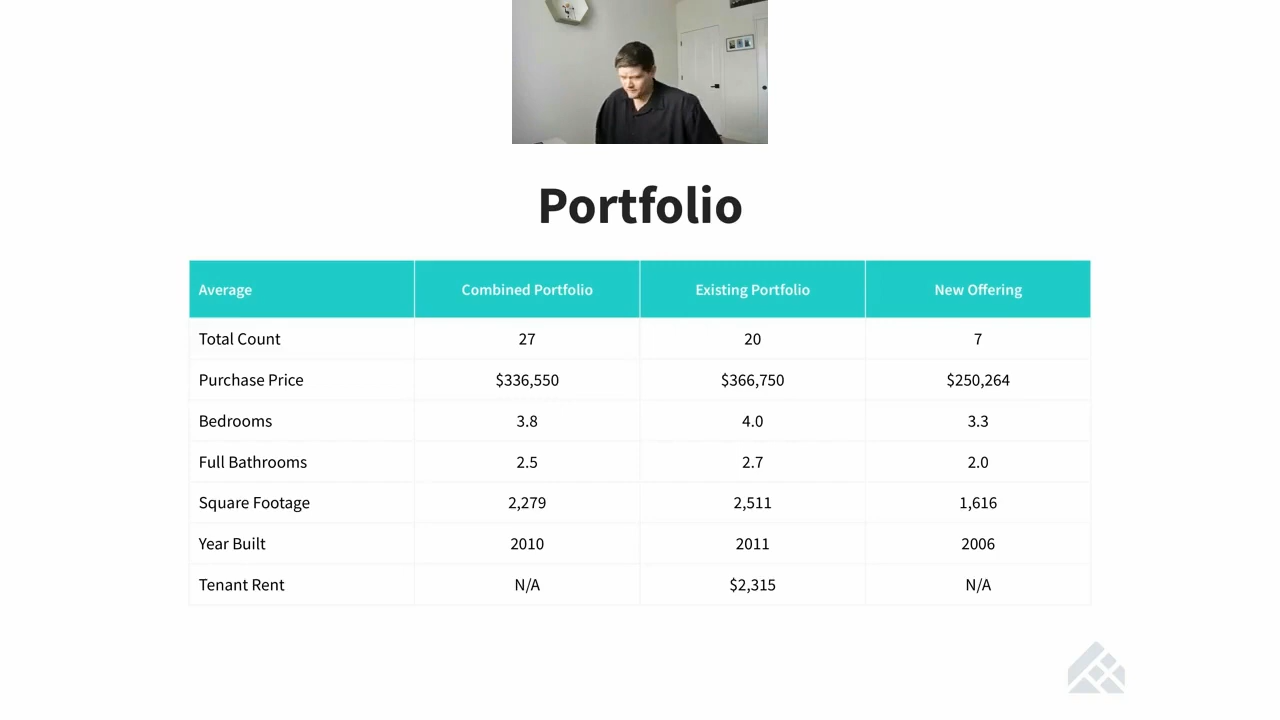 Portfolio
Average Combined Portfolio Existing Portfolio New Offering
Total Count 27 20 7
Purchase Price $336,550 $366,750 $250,264
Bedrooms 3.8 4.0 3.3
Full Bathrooms 2.5 2.7 2.0
Square Footage 2,279 2,511 1,616
Year Built 2010 2011 2006
Tenant Rent N/A $2,315 N/A